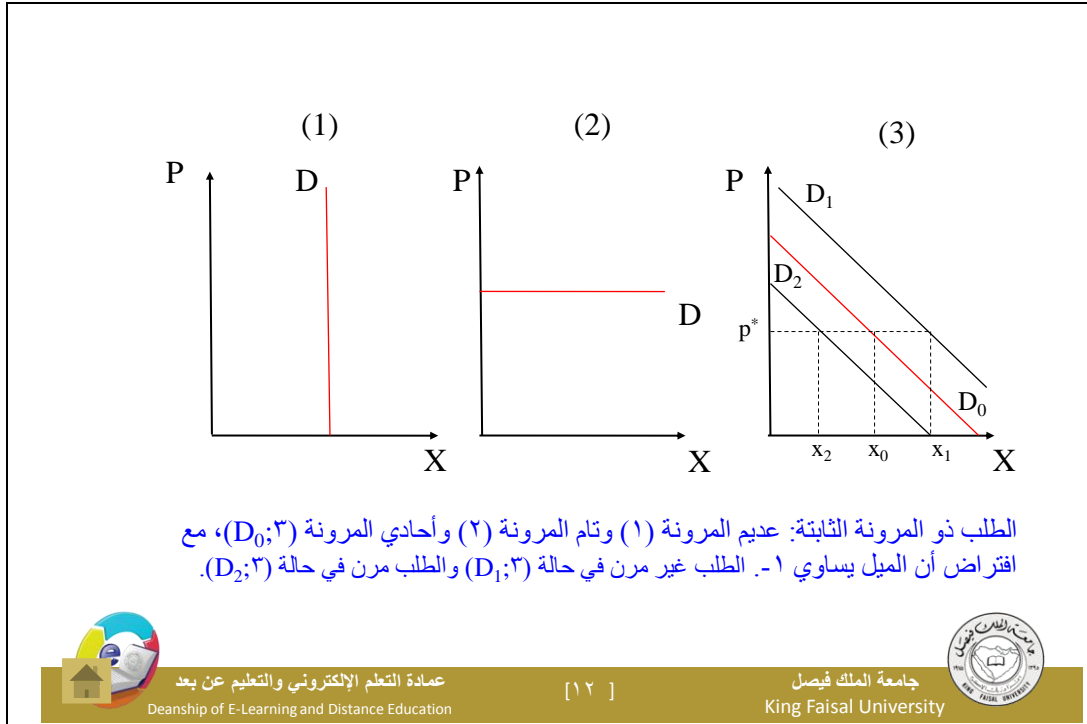 (1)
(2)
(3)
P
D
X
P
D
X
P
D₁
D₂
p*
D₀
x₂
x₀
x₁
X
الطلب ذو المرونة الثابتة: عديم المرونة (١) وتام المرونة (٢) وأحادي المرونة (D₀;٣)، مع
افتراض أن الميل يساوي ١-. الطلب غير مرن في حالة (D₁;٣) والطلب مرن في حالة (D₂;٣).
عمادة التعلم الإلكتروني والتعليم عن بعد
Deanship of E-Learning and Distance Education
[١٢ ]
جامعة الملك فيصل
King Faisal University
e